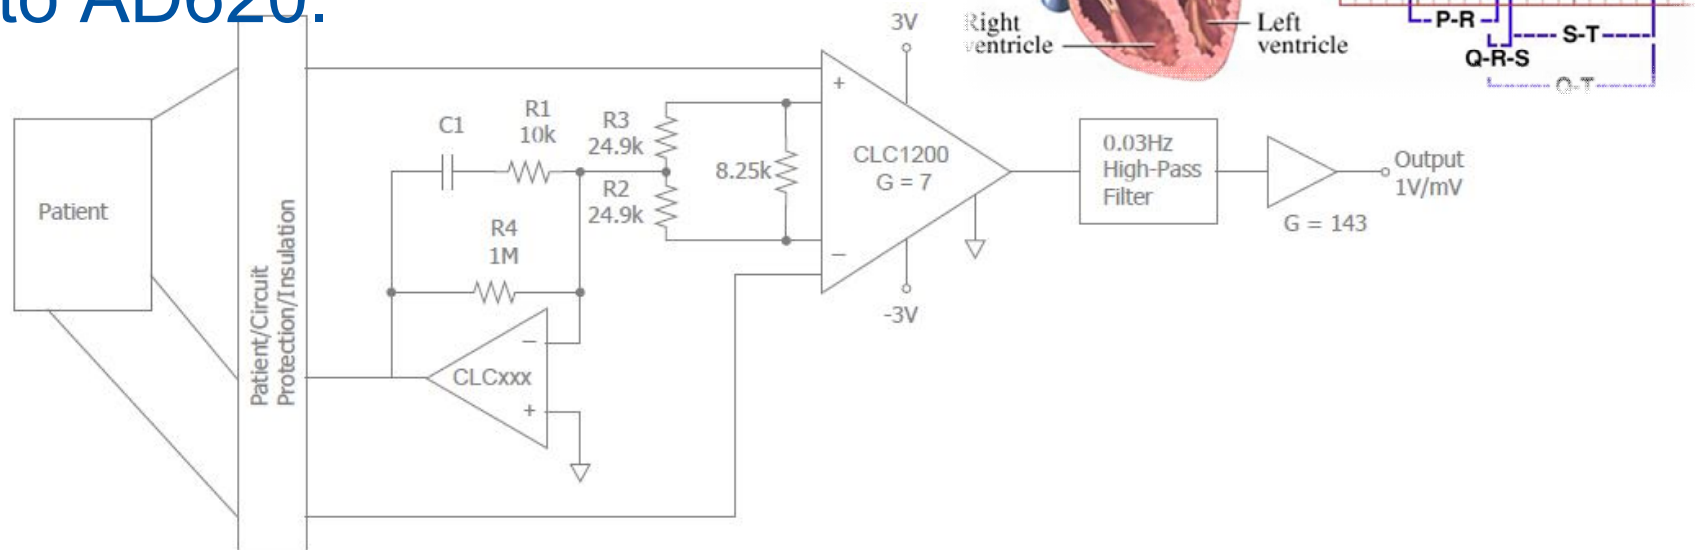 to AD620.
Right
ventricle
Left
ventricle
P-R
S-T
Q-R-S
Q-T
Patient
Patient/Circuit
Protection/Insulation
C1
R1
10k
R3
24.9k
R2
24.9k
8.25k
R4
1M
CLCxxx
−
+
3V
+
CLC1200
G = 7
−
-3V
0.03Hz
High-Pass
Filter
G = 143
Output
1V/mV